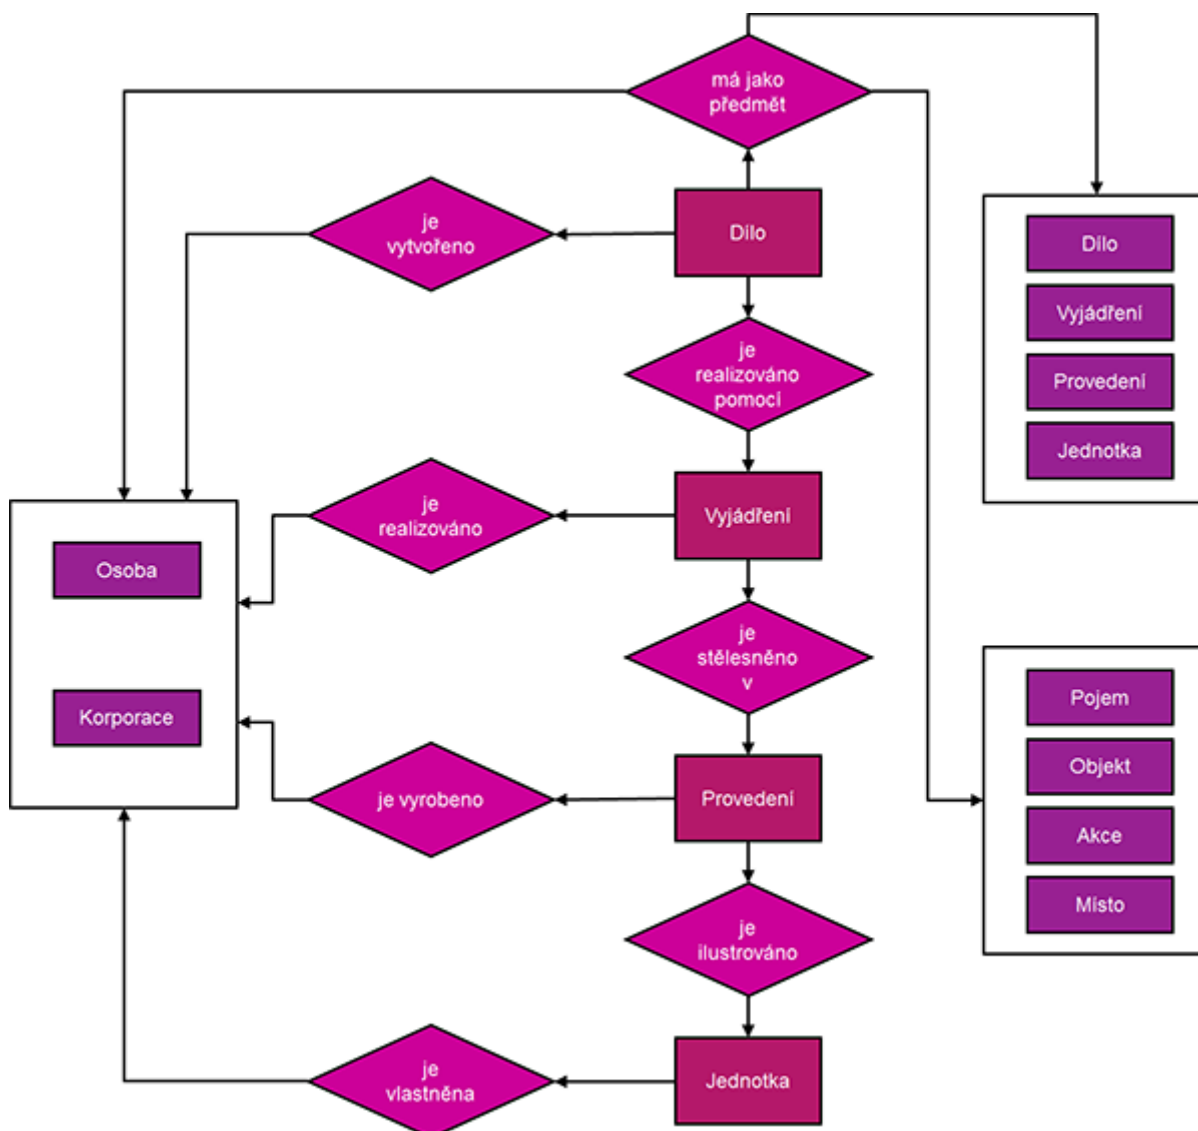 má jako
předmět
je
vytvořeno
Dílo
Dílo
Vyjádření
Provedení
Jednotka
je
realizováno
pomocí
je
realizováno
Vyjádření
Osoba
je
stělesněno
v
Korporace
je vyrobeno
Provedení
Pojem
Objekt
Akce
Místo
je
ilustrováno
je
vlastněna
Jednotka